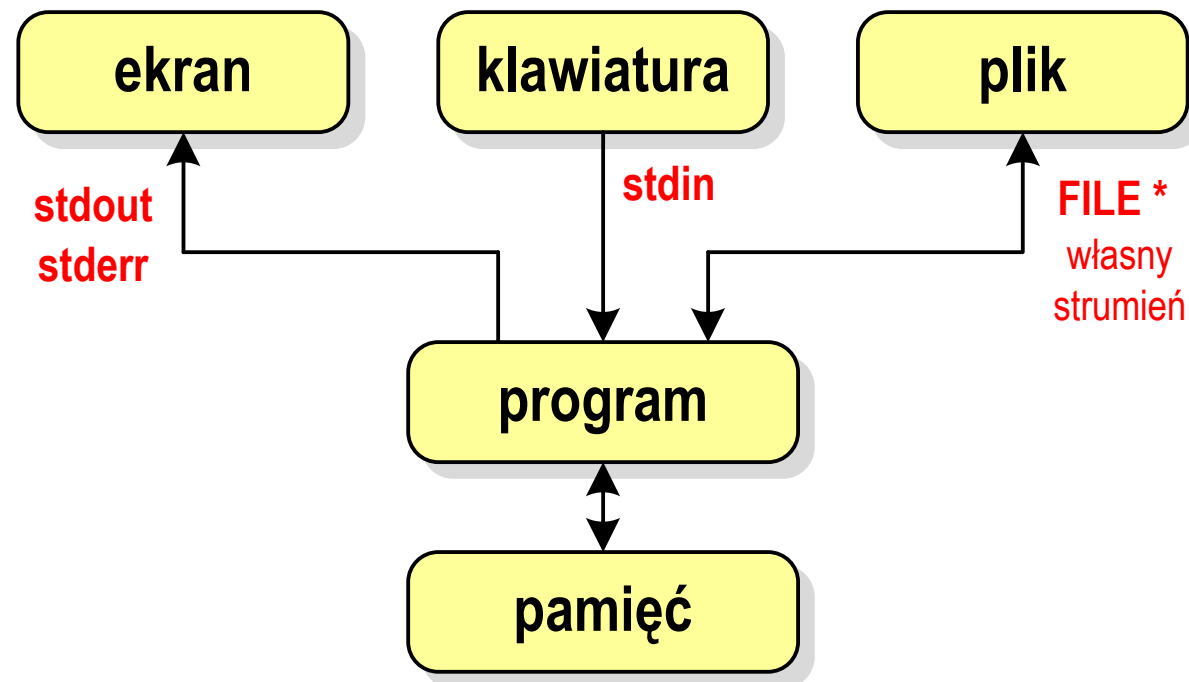 ekran
klawiatura
plik
stdout
stderr
stdin
FILE *
własny
strumień
program
pamięć